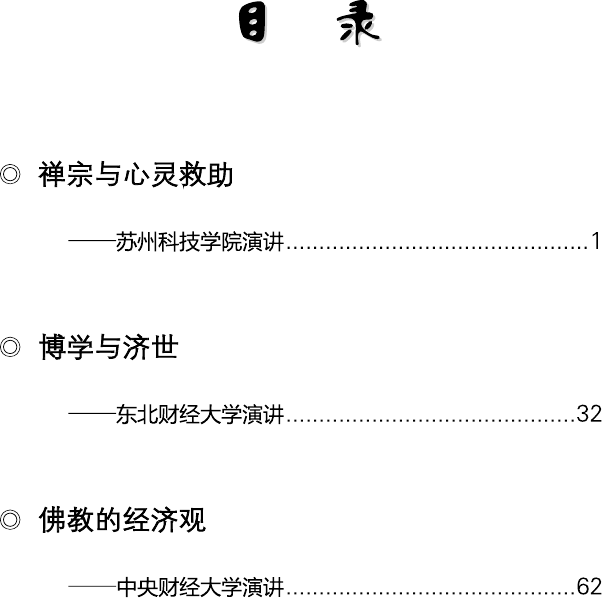 目 录
◎ 禅宗与心灵救助
——苏州科技学院演讲............................................1
◎ 博学与济世
——东北财经大学演讲..........................................32
◎ 佛教的经济观
——中央财经大学演讲..........................................62